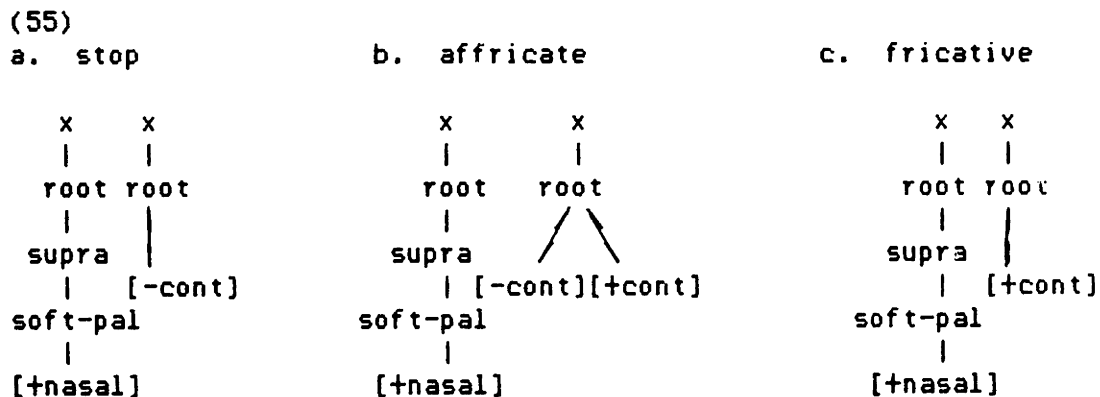 (55)
a. stop b. affricate c. fricative
x x x x x x
root root root root root root
supra supra supra
[-cont] [-cont][+cont] [+cont]
soft-pal soft-pal soft-pal
[+nasal] [+nasal] [+nasal]